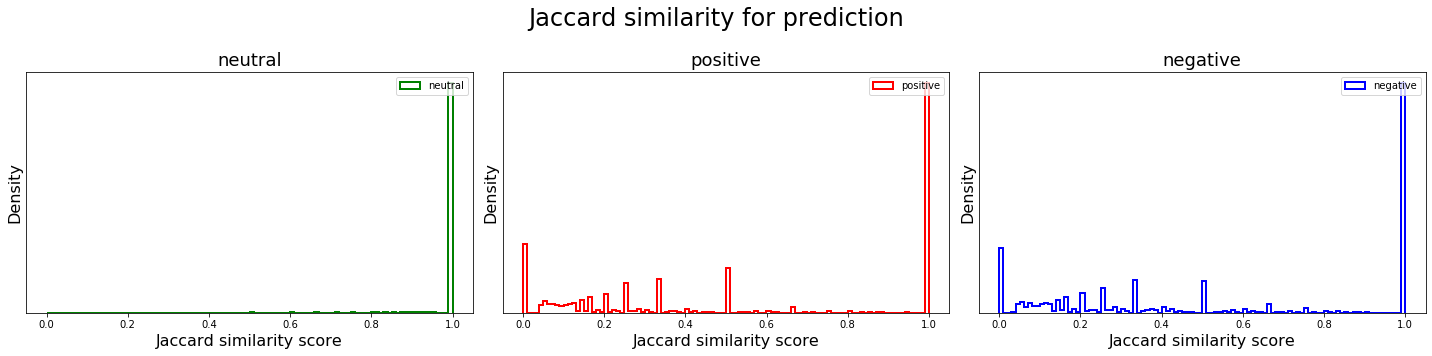 Jaccard similarity for prediction
neutral
positive
negative
neutral
positive
negative
Density
Density
Density
0.0 0.2 0.4 0.6 0.8 1.0
0.0 0.2 0.4 0.6 0.8 1.0
0.0 0.2 0.4 0.6 0.8 1.0
Jaccard similarity score
Jaccard similarity score
Jaccard similarity score